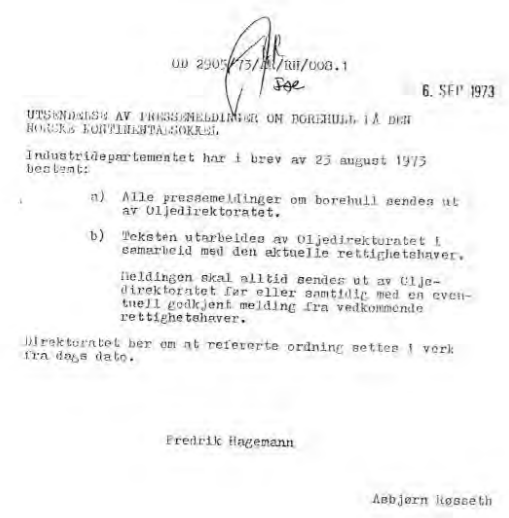 OD 2905/73/AR/RH/008.1
6. SEP 1973
UTSENDELSE AV PRESSEMELDINGER OM BOREHULL PÅ DEN
NORSKE KONTINENTALSOKKEL
Industridepartementet har i brev av 23 august 1973
bestemt:
a) Alle pressemeldinger om borehull sendes ut
av Oljedirektoratet.
b) Teksten utarbeides av Oljedirektoratet i
samarbeid med den aktuelle rettighetshaver.
Meldingen skal alltid sendes ut av Olje-
direktoratet før eller samtidig med en even-
tuell godkjent melding fra vedkommende
rettighetshaver.
Direktoratet ber om at refererte ordning settes i verk
fra dags dato.
Fredrik Hagemann
Asbjørn Røsseth